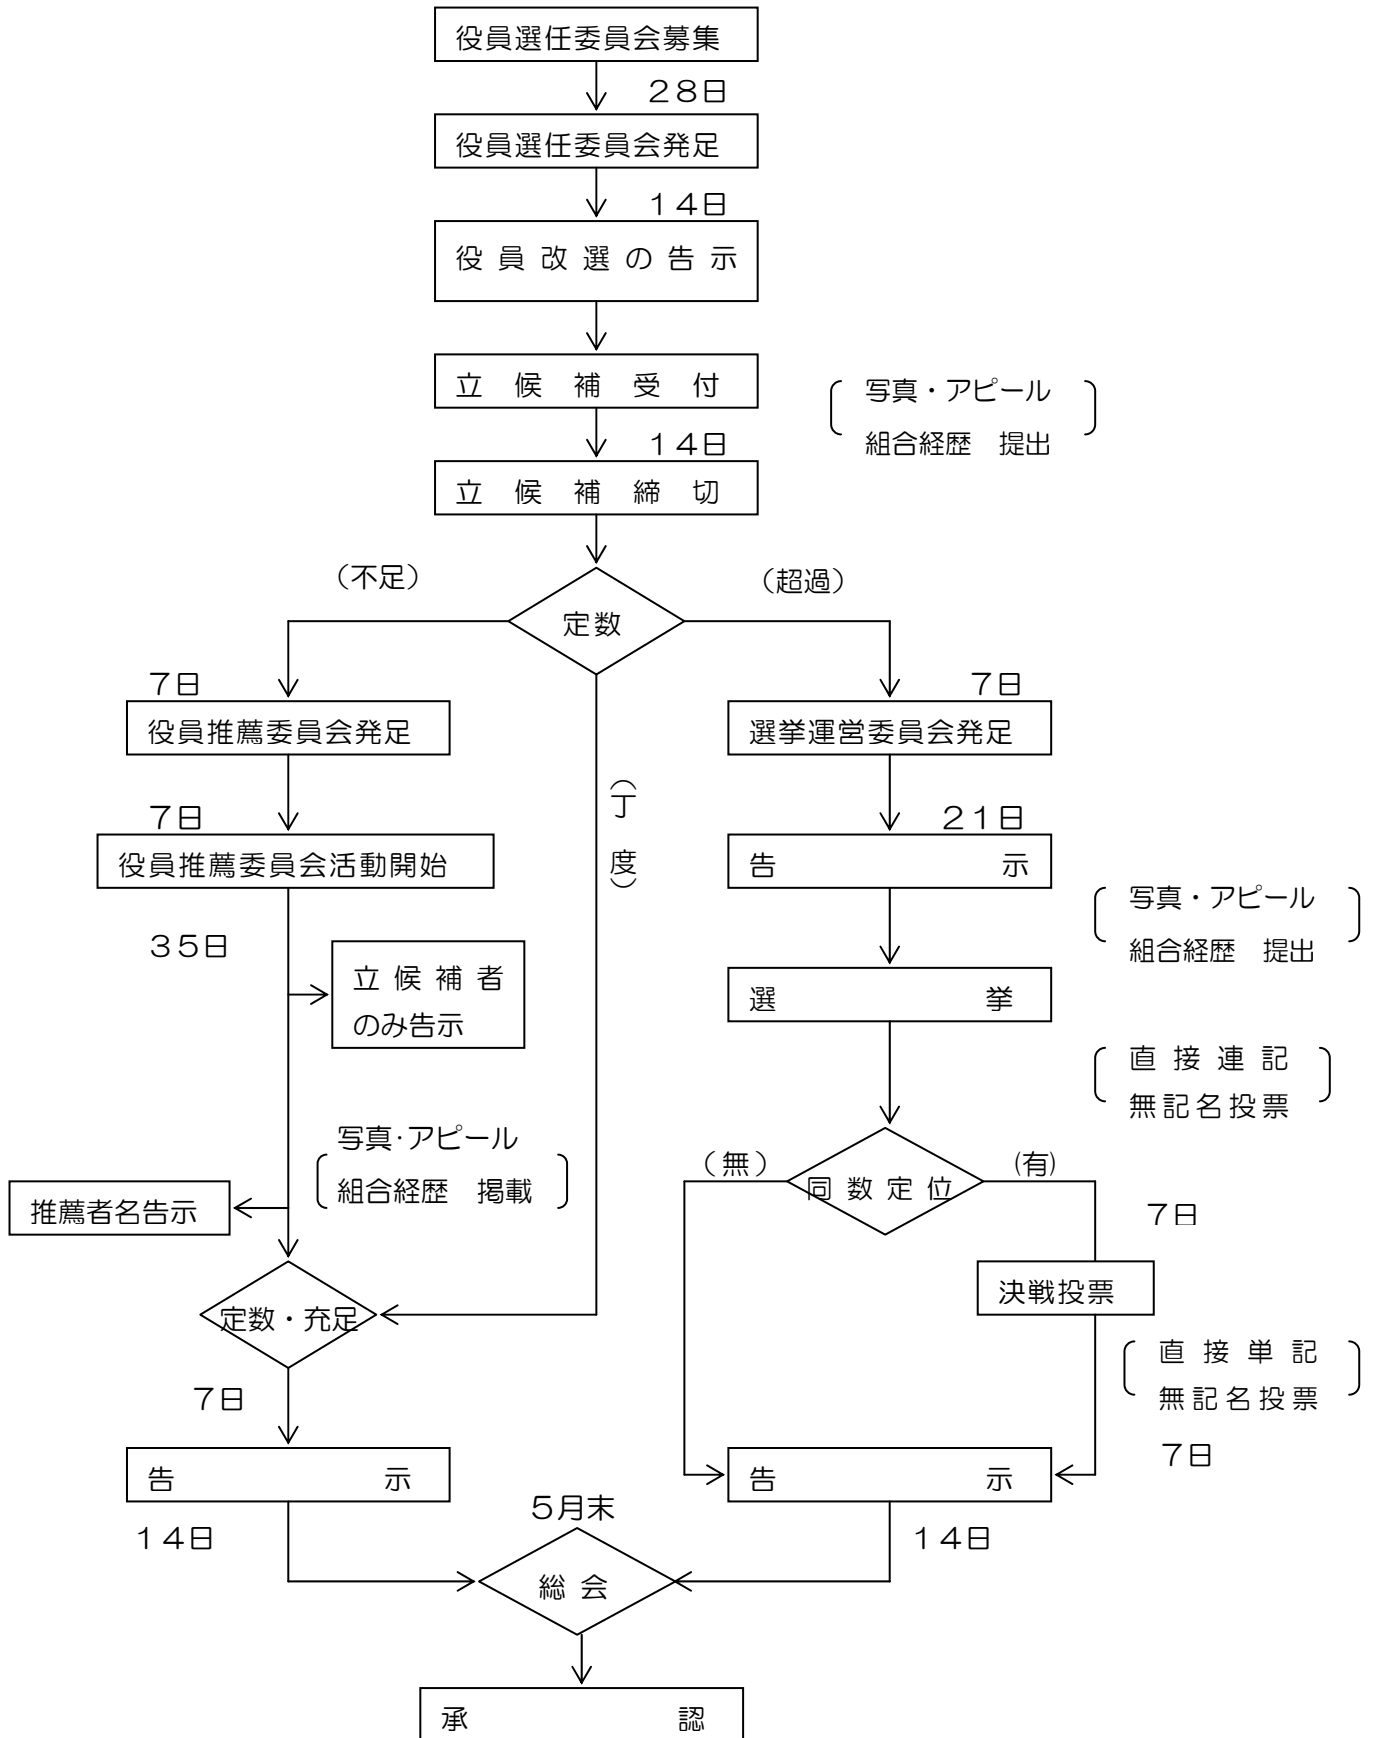 役員選任委員会募集
２８日
役員選任委員会発足
１４日
役員改選の告示
立候補受付
写真・アピール
組合経歴　提出
１４日
立候補締切
（不足）
（超過）
定数
７日
役員推薦委員会発足
７日
選挙運営委員会発足
（丁度）
７日
役員推薦委員会活動開始
２１日
告示
写真・アピール
組合経歴　提出
３５日
立候補者
のみ告示
選挙
直接連記
無記名投票
写真・アピール
組合経歴　掲載
推薦者名告示
（無）
(有)
同数定位
７日
決戦投票
定数・充足
直接単記
無記名投票
７日
７日
告示
告示
１４日
５月末
１４日
総会
承認